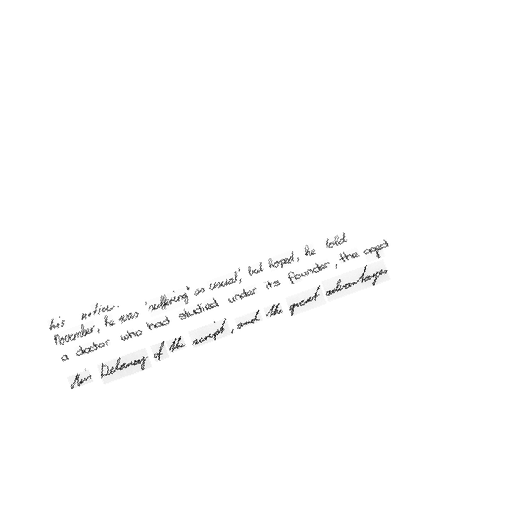 his notice.
November, he was 'suffering as usual', but hoped, he told
a doctor who had studied under its founder, the aged
Miss Delaney of the script, and the great advantages